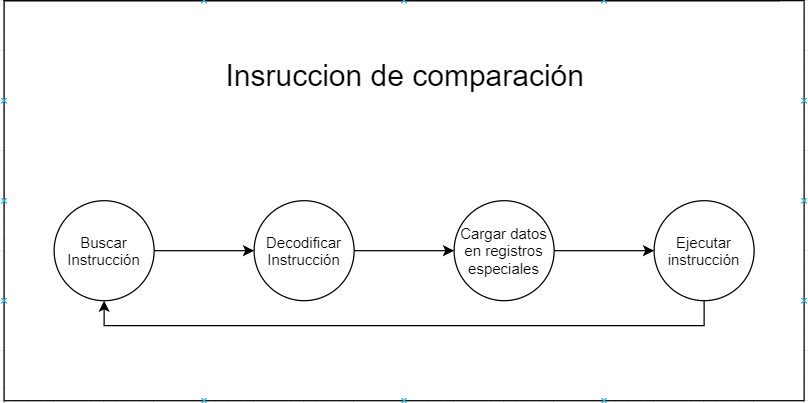 Insruccion de comparación
Buscar
Instrucción
Decodificar
Instrucción
Cargar datos
en registros
especiales
Ejecutar
instrucción